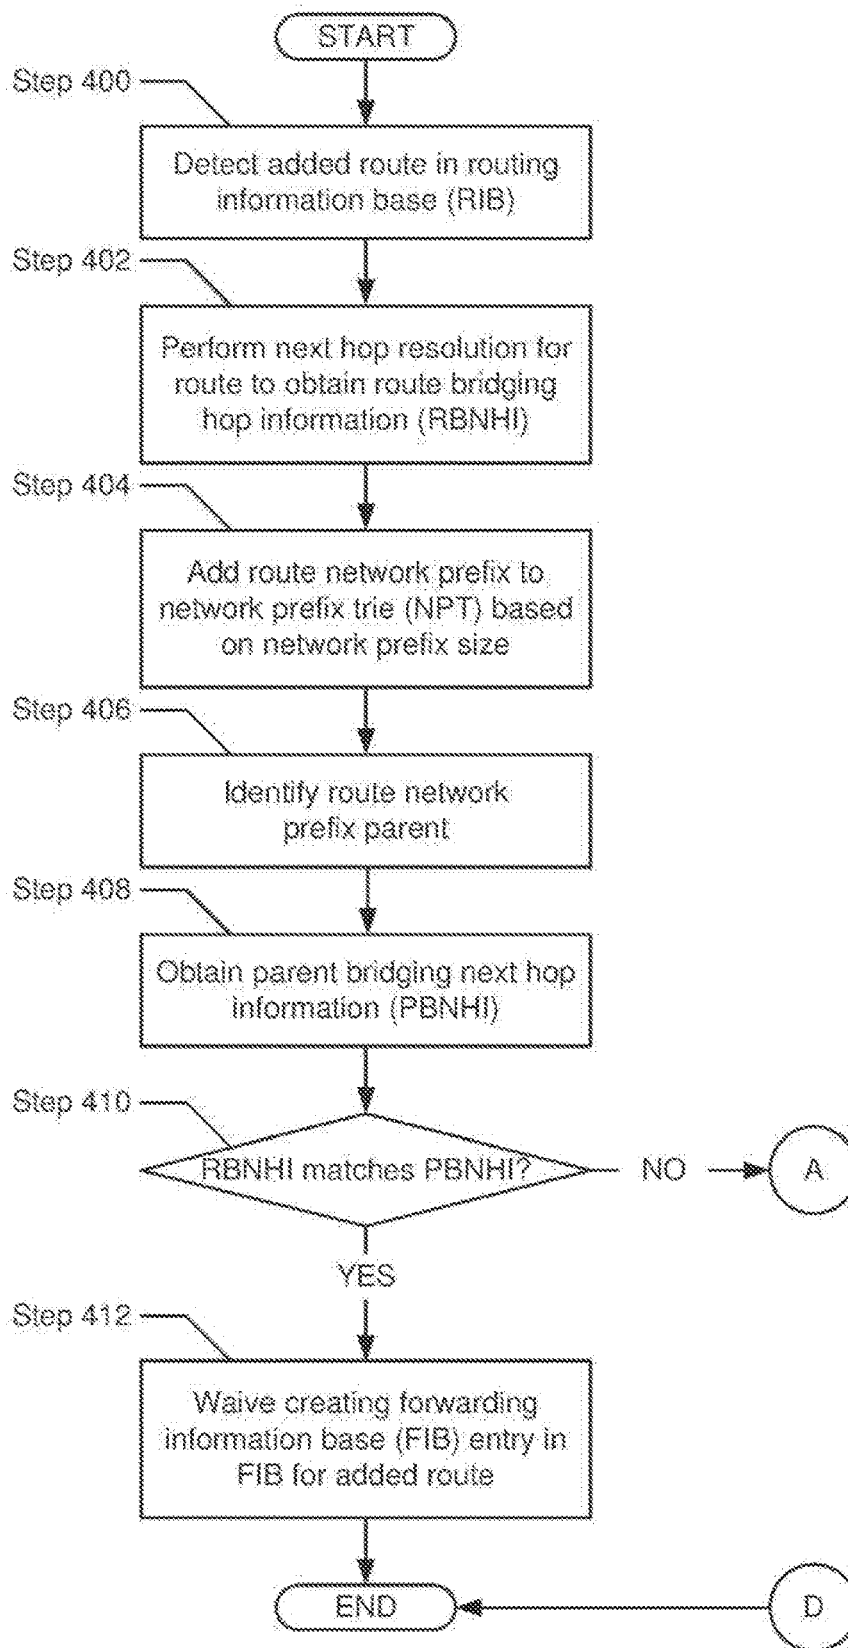 START
Step 400
Detect added route in routing
information base (RIB)
Step 402
Perform next hop resolution for
route to obtain route bridging
hop information (RBNHI)
Step 404
Add route network prefix to
network prefix trie (NPT) based
on network prefix size
Step 406
Identify route network
prefix parent
Step 408
Obtain parent bridging next hop
information (PBNHI)
Step 410
RBNHI matches PBNHI?
NO
A
YES
Step 412
Waive creating forwarding
information base (FIB) entry in
FIB for added route
END
D